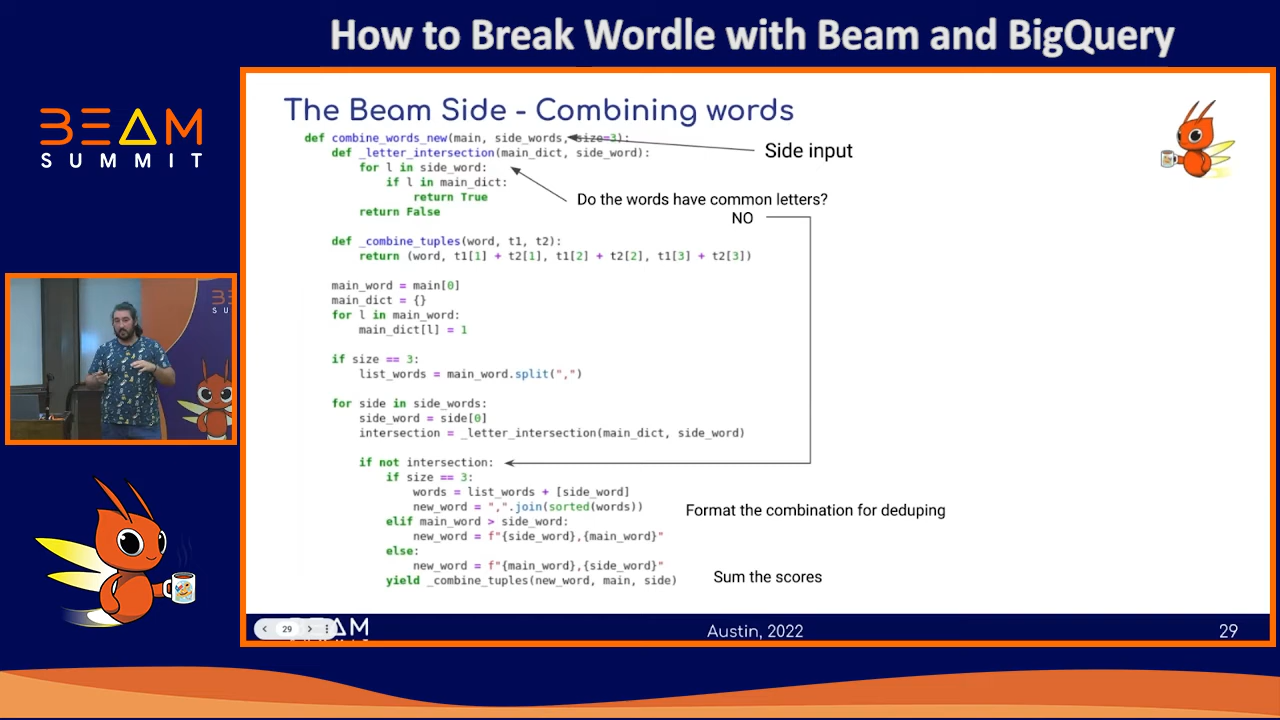 How to Break Wordle with Beam and BigQuery
BEAM
SUMMIT
The Beam Side - Combining words
def combine_words_new(main, side_words, size=3):
Side input
def _letter_intersection(main_dict, side_word):
for l in side_word:
if l in main_dict:
return True
return False
Do the words have common letters?
NO
def _combine_tuples(word, t1, t2):
return (word, t1[1] + t2[1], t1[2] + t2[2], t1[3] + t2[3])
main_word = main[0]
main_dict = {}
for l in main_word:
main_dict[l] = 1
if size == 3:
list_words = main_word.split(",")
for side in side_words:
side_word = side[0]
intersection = _letter_intersection(main_dict, side_word)
if not intersection:
if size == 3:
words = list_words + [side_word]
new_word = ",".join(sorted(words))
elif main_word > side_word:
new_word = f"{side_word},{main_word}"
else:
new_word = f"{main_word},{side_word}"
yield _combine_tuples(new_word, main, side)
Format the combination for deduping
Sum the scores
29
Austin, 2022
29